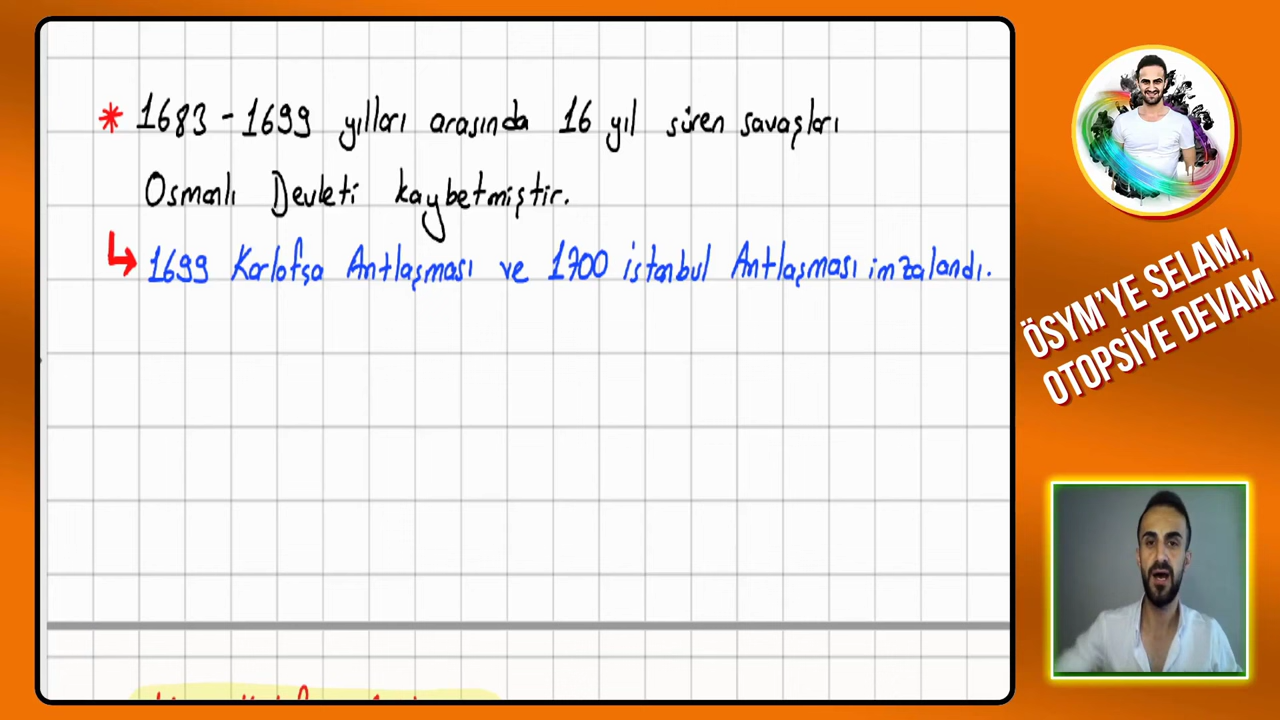 * 1683 - 1699 yılları arasında 16 yıl süren savaşları
Osmanlı Devleti kaybetmiştir.
↳ 1699 Karlofça Antlaşması ve 1700 İstanbul Antlaşması imzalandı.
ÖSYM'YE SELAM,
OTOPSİYE DEVAM